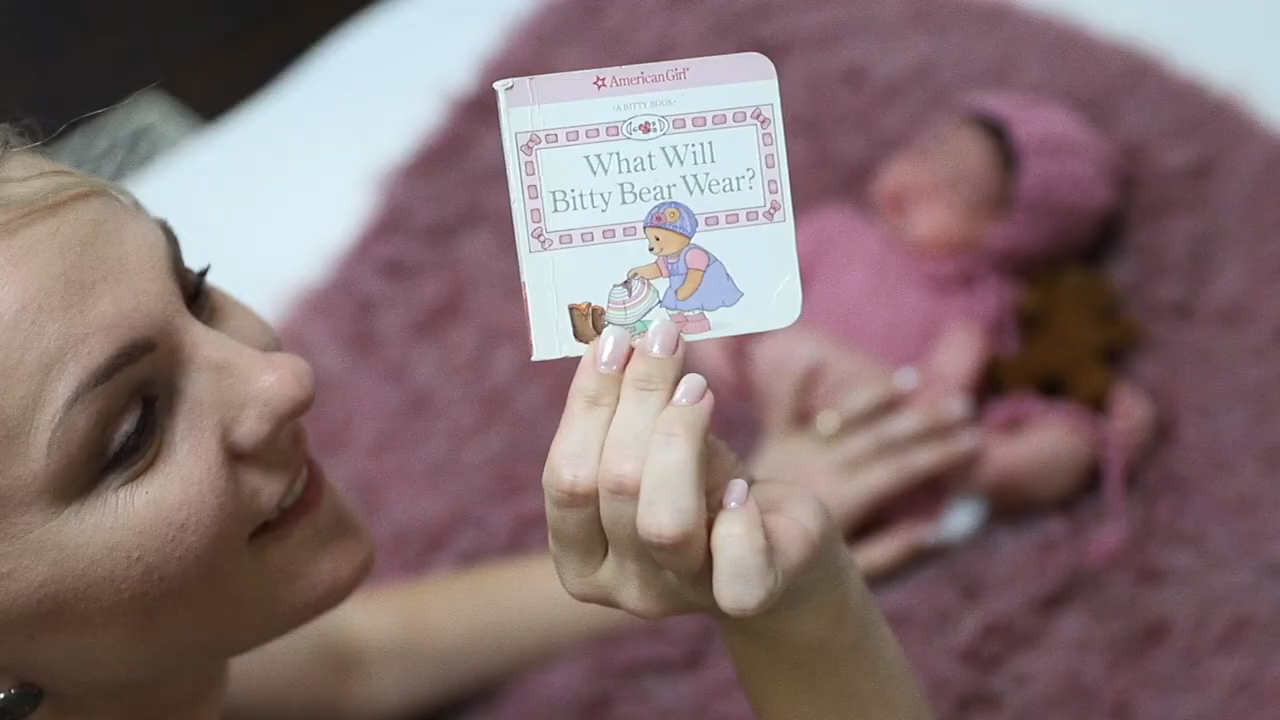 American Girl®
•A BITTY BOOK•
What Will
Bitty Bear Wear?